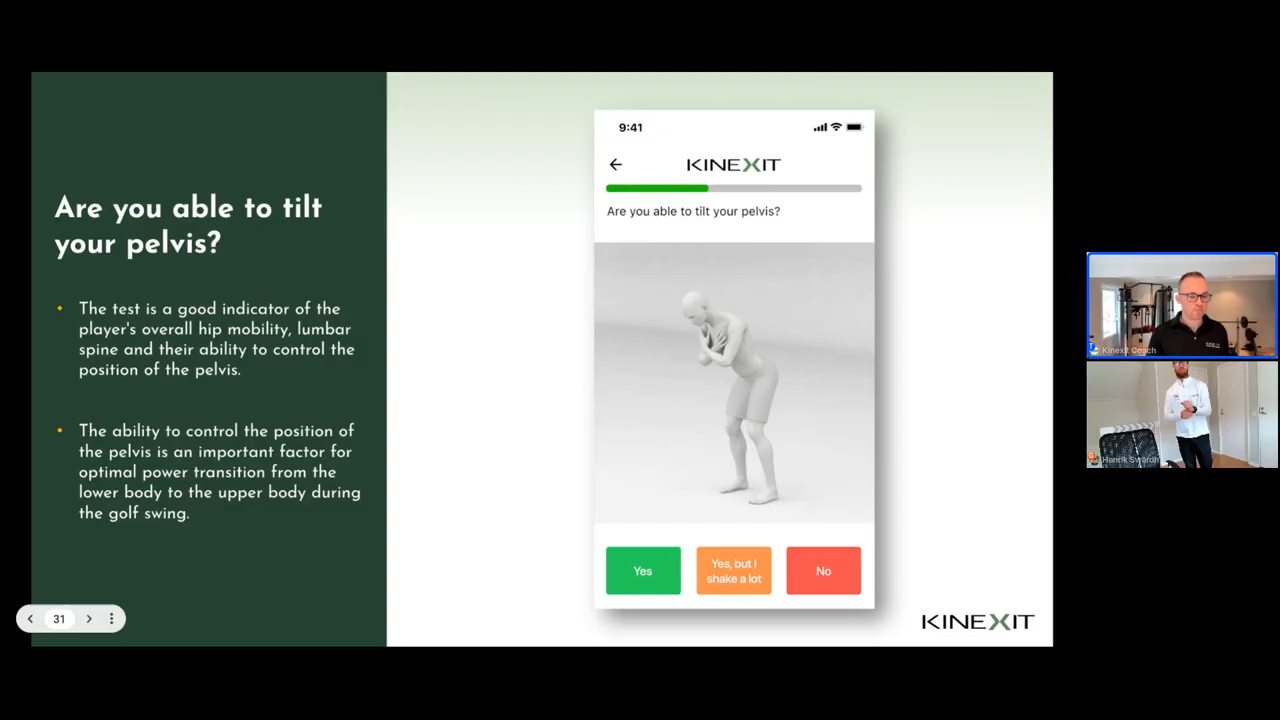 Are you able to tilt
your pelvis?
• The test is a good indicator of the
player's overall hip mobility, lumbar
spine and their ability to control the
position of the pelvis.
• The ability to control the position of
the pelvis is an important factor for
optimal power transition from the
lower body to the upper body during
the golf swing.
31
9:41
KINEXIT
Are you able to tilt your pelvis?
Yes
Yes, but I
shake a lot
No
KINEXIT
Kinexit Coach
Henrik Swärdh